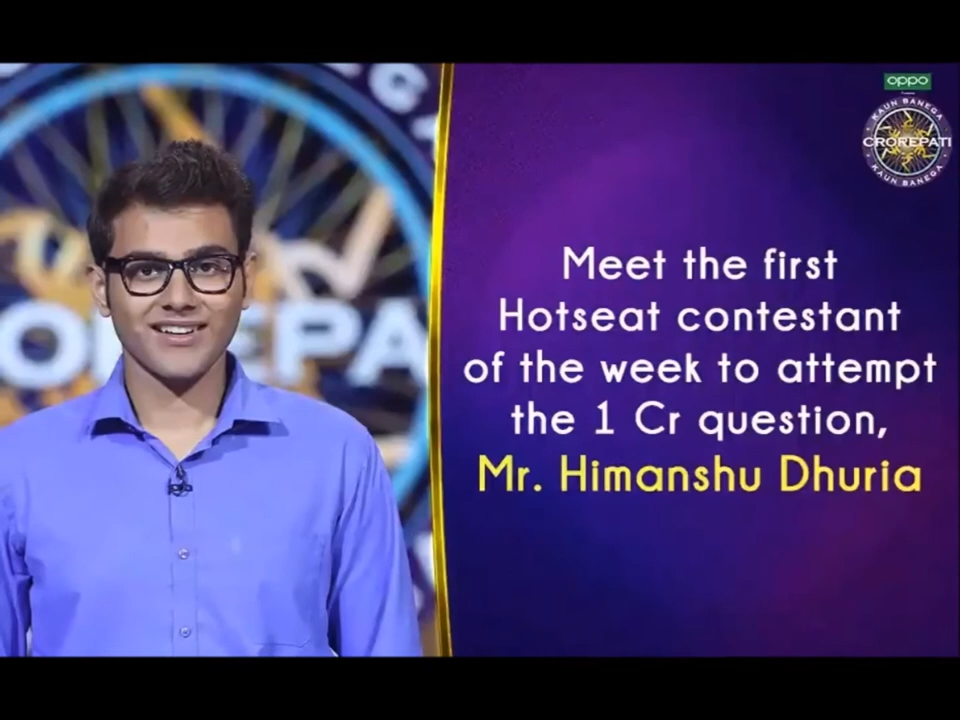 oppo
KAUN BANEGA
CROREPATI
KAUN BANEGA
OREPA
Meet the first
Hotseat contestant
of the week to attempt
the 1 Cr question,
Mr. Himanshu Dhuria